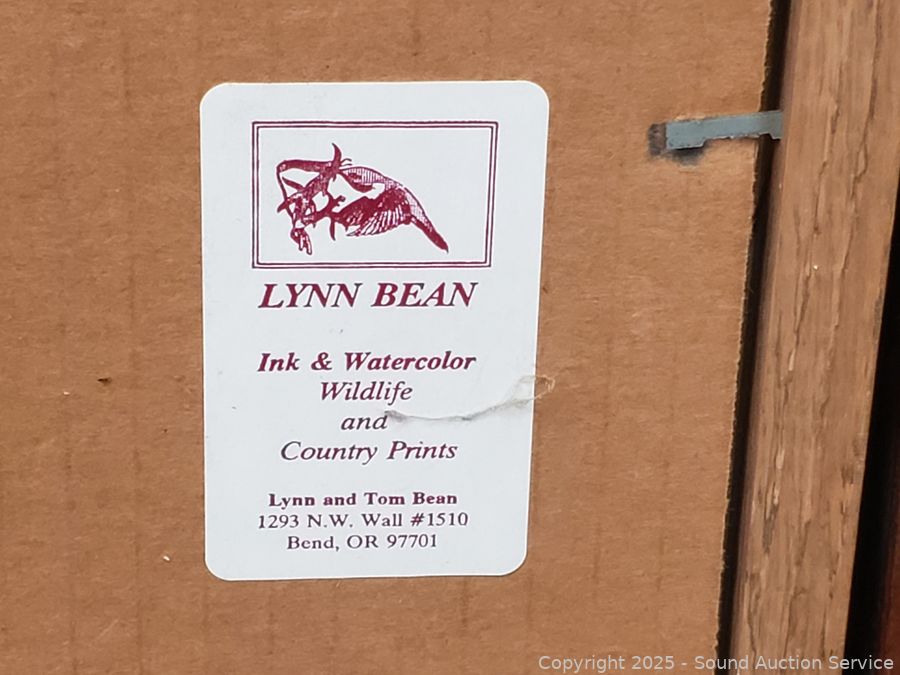 LYNN BEAN
Ink & Watercolor
Wildlife
and
Country Prints
Lynn and Tom Bean
1293 N.W. Wall #1510
Bend, OR 97701
Copyright 2025 - Sound Auction Service